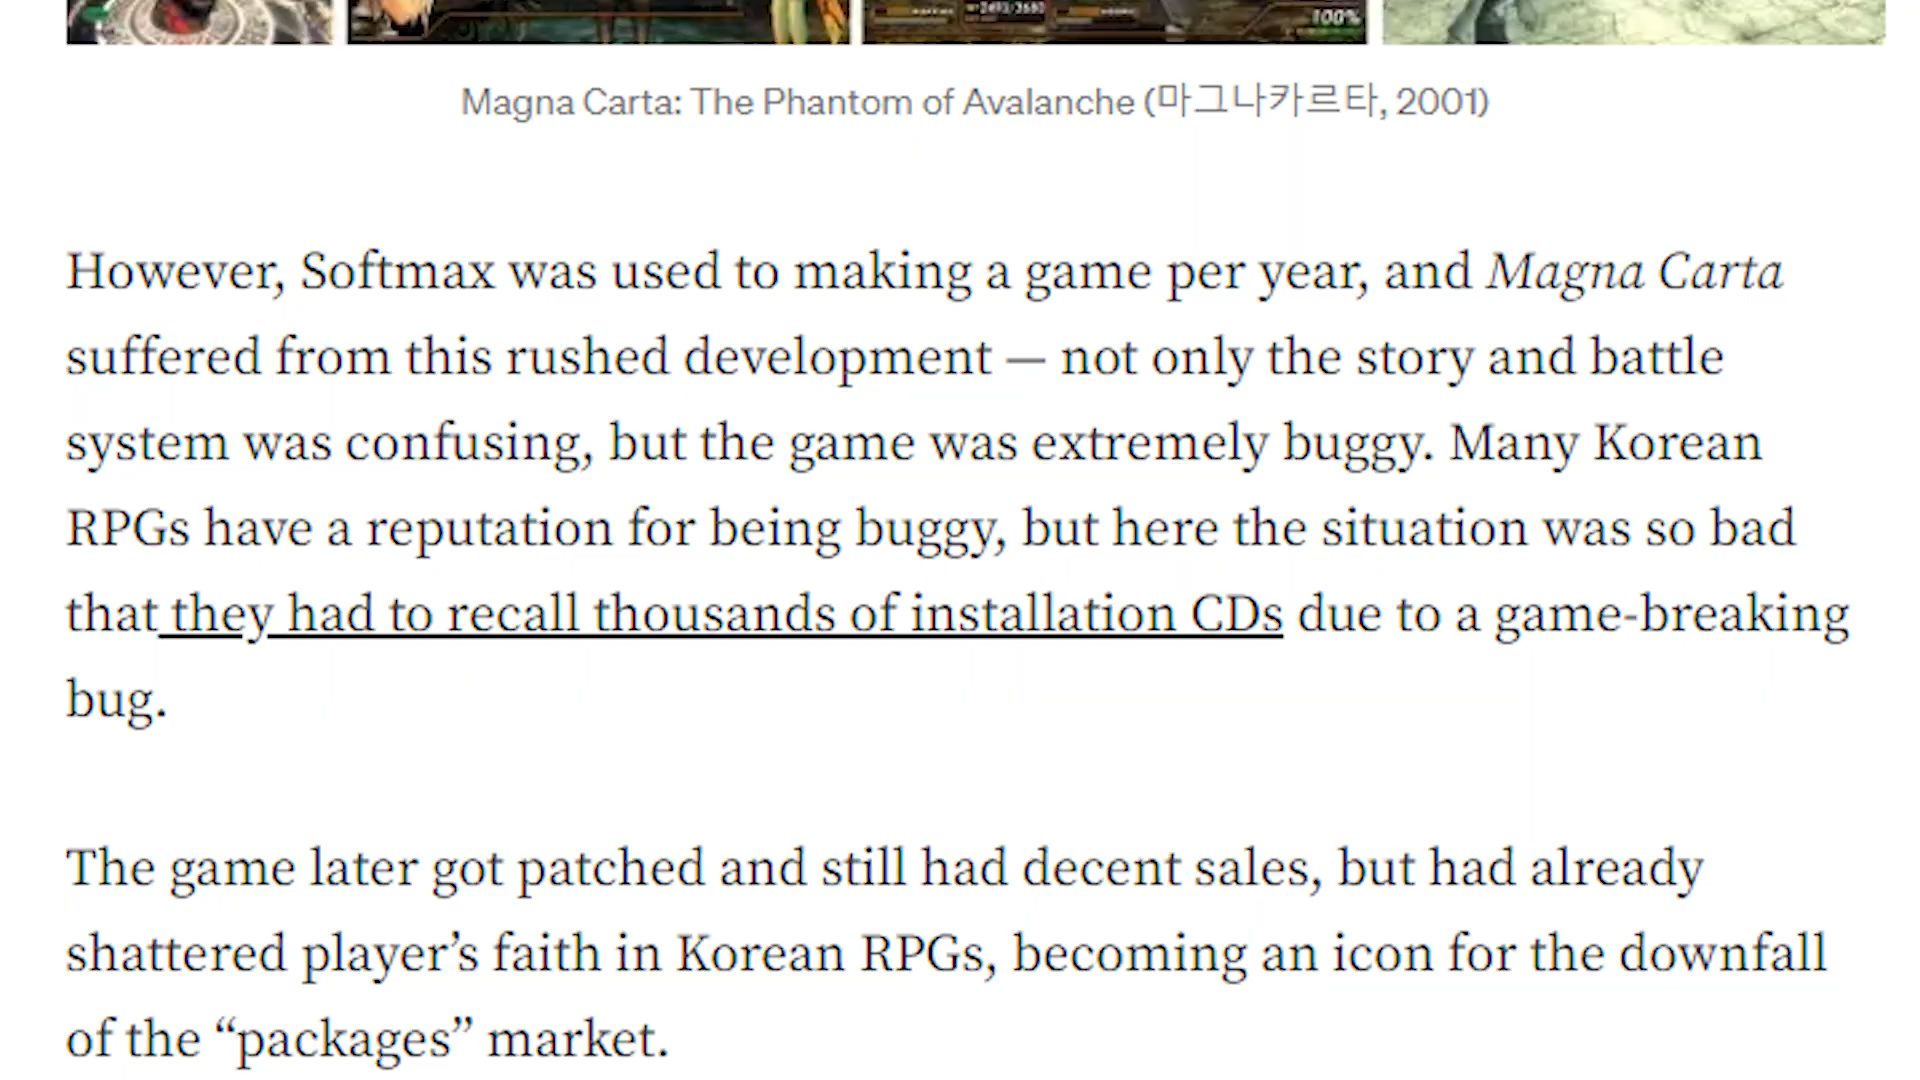 100%
Magna Carta: The Phantom of Avalanche (마그나카르타, 2001)
However, Softmax was used to making a game per year, and Magna Carta
suffered from this rushed development — not only the story and battle
system was confusing, but the game was extremely buggy. Many Korean
RPGs have a reputation for being buggy, but here the situation was so bad
that they had to recall thousands of installation CDs due to a game-breaking
bug.
The game later got patched and still had decent sales, but had already
shattered player’s faith in Korean RPGs, becoming an icon for the downfall
of the “packages” market.